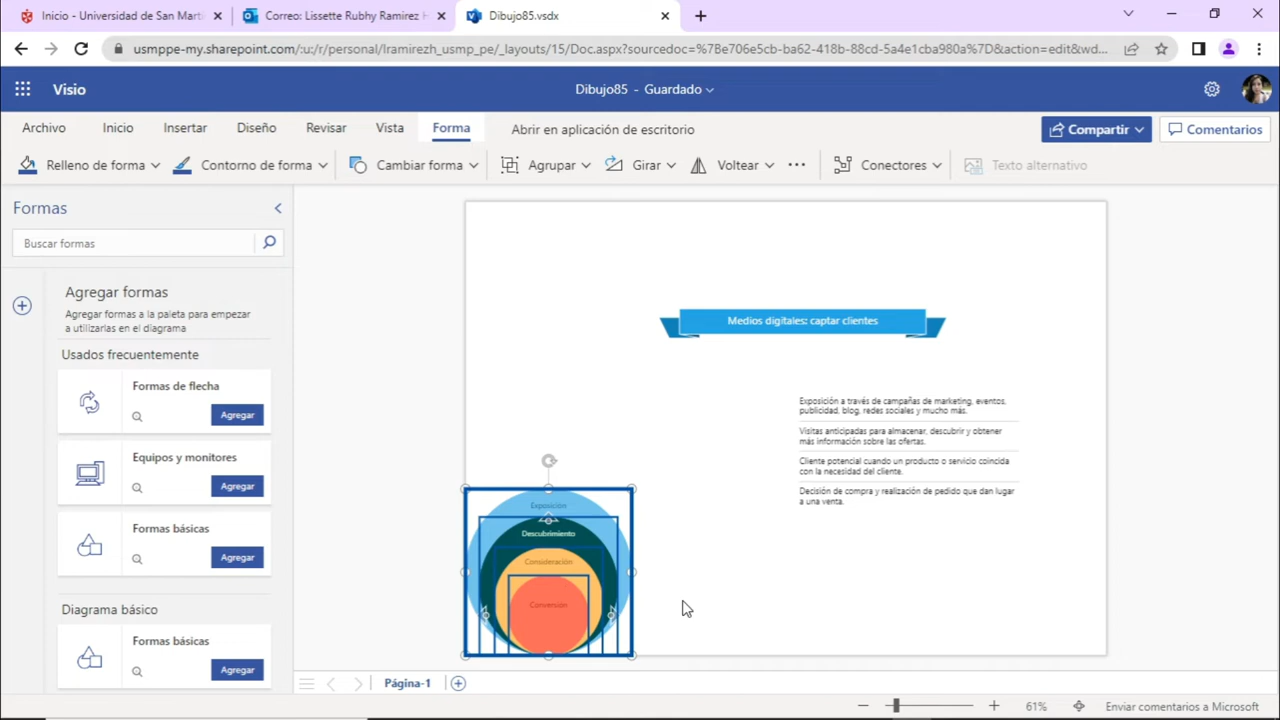 Inicio - Universidad de San Martí
Correo: Lissette Rubhy Ramirez H
Dibujo85.vsdx
usmppe-my.sharepoint.com/:u:/r/personal/lramirezh_usmp_pe/_layouts/15/Doc.aspx?sourcedoc=%7Be706e5cb-ba62-418b-88cd-5a4e1cba980a%7D&action=edit&wd...
Visio
Dibujo85 - Guardado
Archivo Inicio Insertar Diseño Revisar Vista Forma Abrir en aplicación de escritorio
Compartir
Comentarios
Relleno de forma Contorno de forma Cambiar forma Agrupar Girar Voltear ... Conectores Texto alternativo
Formas
Buscar formas
Agregar formas
Agregar formas a la paleta para empezar
a utilizarlas en el diagrama
Usados frecuentemente
Formas de flecha
Agregar
Equipos y monitores
Agregar
Formas básicas
Agregar
Diagrama básico
Formas básicas
Agregar
Medios digitales: captar clientes
Exposición a través de campañas de marketing, eventos,
publicidad, blog, redes sociales y mucho más.
Visitas anticipadas para almacenar, descubrir y obtener
más información sobre las ofertas.
Cliente potencial cuando un producto o servicio coincida
con la necesidad del cliente.
Decisión de compra y realización de pedido que dan lugar
a una venta.
Exposición
Descubrimiento
Consideración
Conversión
Página-1
61%
Enviar comentarios a Microsoft